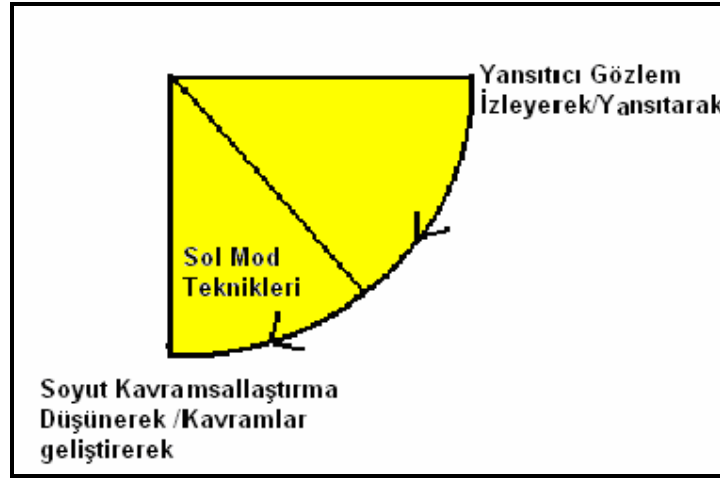 Yansıtıcı Gözlem
İzleyerek/Yansıtarak
Sol Mod
Teknikleri
Soyut Kavramsallaştırma
Düşünerek /Kavramlar
geliştirerek